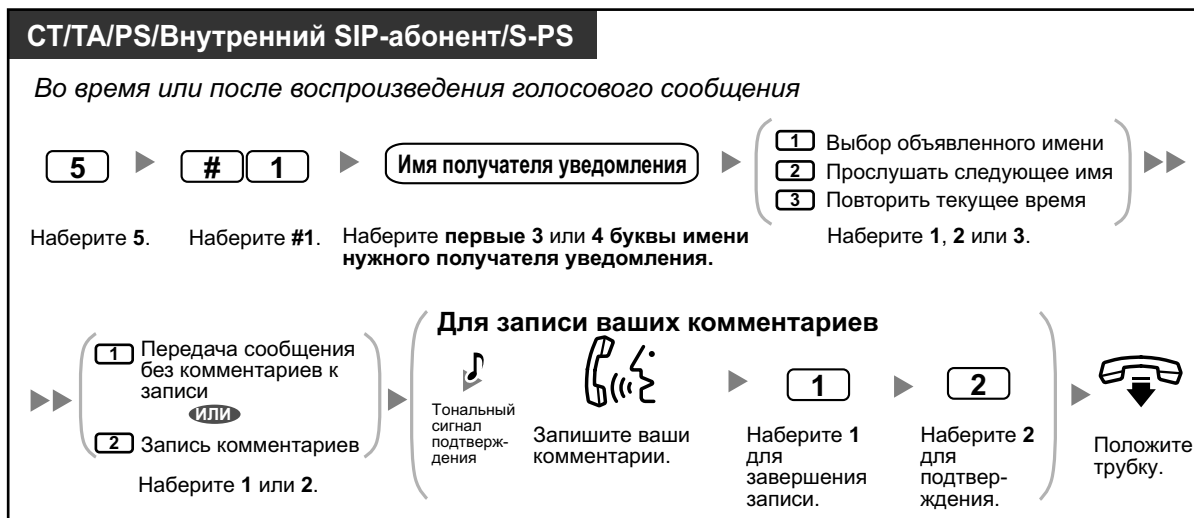 СТ/ТА/PS/Внутренний SIP-абонент/S-PS
Во время или после воспроизведения голосового сообщения
5
# 1
Имя получателя уведомления
1 Выбор объявленного имени
2 Прослушать следующее имя
3 Повторить текущее время
Наберите 5.
Наберите #1.
Наберите первые 3 или 4 буквы имени
нужного получателя уведомления.
Наберите 1, 2 или 3.
1 Передача сообщения
без комментариев к
записи
ИЛИ
2 Запись комментариев
Наберите 1 или 2.
Для записи ваших комментариев
Тональный
сигнал
подтверж-
дения
Запишите ваши
комментарии.
1
Наберите 1
для
завершения
записи.
2
Наберите 2
для
подтвер-
ждения.
Положите
трубку.